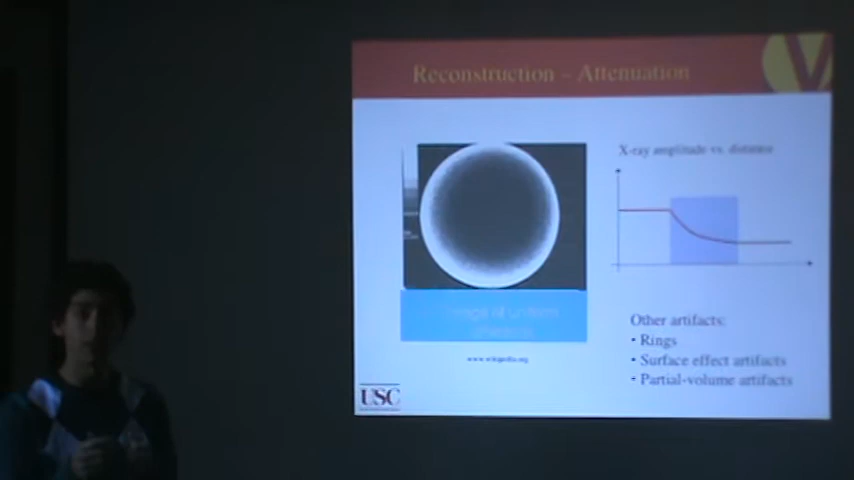 Reconstruction – Attenuation
X-ray amplitude vs. distance
Other artifacts:
• Rings
• Surface effect artifacts
• Partial-volume artifacts
www.wikipedia.org
USC